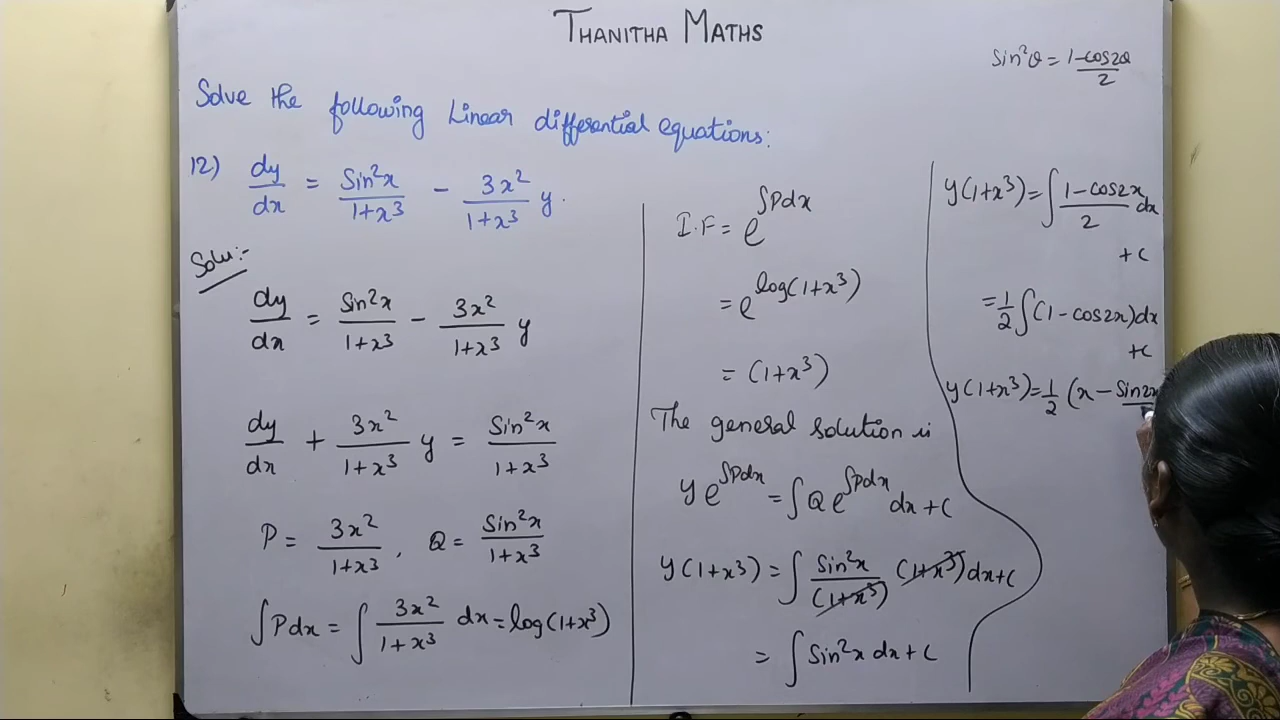 THANITHA MATHS
Sin²θ = 1-cos2θ / 2
Solve the following Linear differential equations:
12) dy/dx = Sin²x / 1+x³ - 3x² / 1+x³ y.
Solu:-
dy/dx = Sin²x / 1+x³ - 3x² / 1+x³ y
dy/dx + 3x² / 1+x³ y = Sin²x / 1+x³
P = 3x² / 1+x³ , Q = Sin²x / 1+x³
∫Pdx = ∫ 3x² / 1+x³ dx = log(1+x³)
I.F = e^∫Pdx
= e^log(1+x³)
= (1+x³)
The general solution is
y e^∫Pdx = ∫Q e^∫Pdx dx + C
y(1+x³) = ∫ Sin²x / (1+x³) (1+x³) dx + C
= ∫ Sin²x dx + C
y(1+x³) = ∫ 1-cos2x / 2 dx
+ C
= 1/2 ∫(1-cos2x)dx
+C
y(1+x³) = 1/2 (x - Sin2x